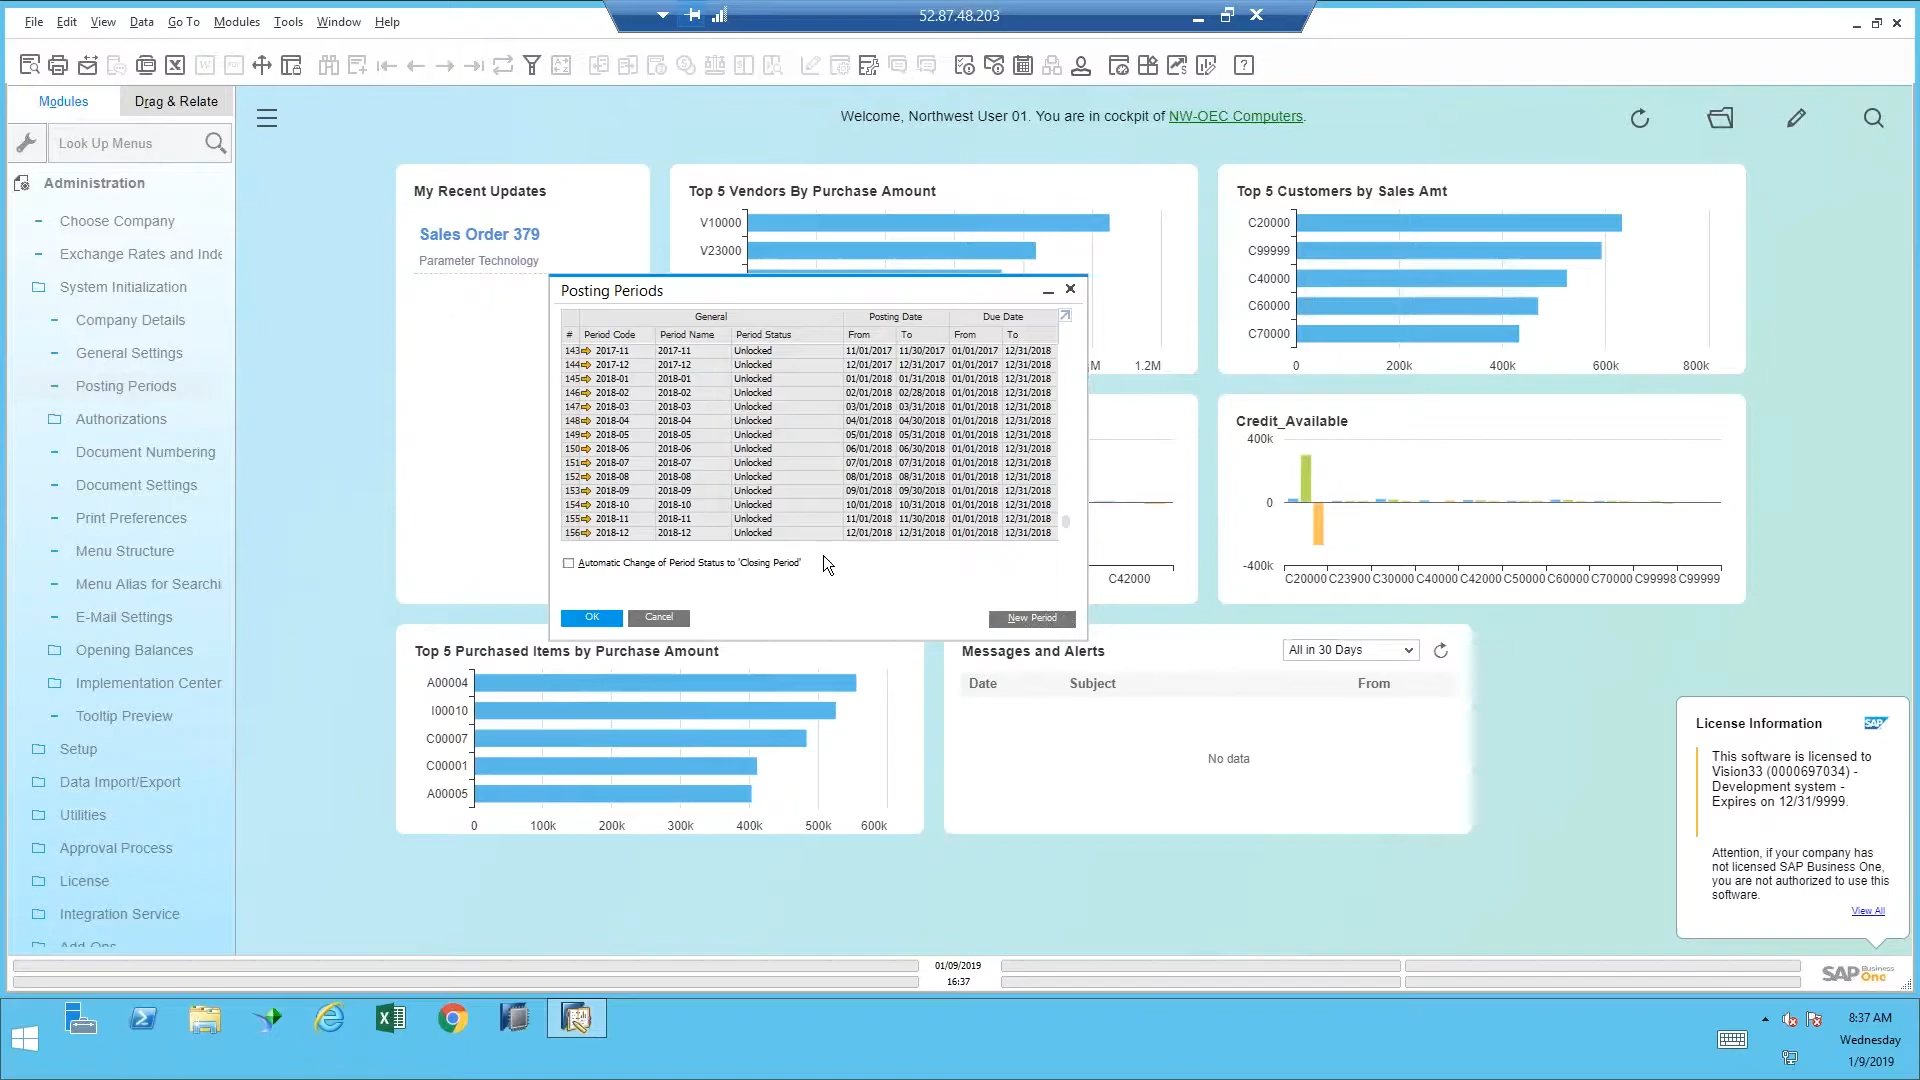 52.87.48.203
File Edit View Data Go To Modules Tools Window Help
Modules Drag & Relate
Look Up Menus
Administration
Choose Company
Exchange Rates and Inde
System Initialization
Company Details
General Settings
Posting Periods
Authorizations
Document Numbering
Document Settings
Print Preferences
Menu Structure
Menu Alias for Searchi
E-Mail Settings
Opening Balances
Implementation Center
Tooltip Preview
Setup
Data Import/Export
Utilities
Approval Process
License
Integration Service
Add-Ons
Welcome, Northwest User 01. You are in cockpit of NW-OEC Computers.
My Recent Updates
Sales Order 379
Parameter Technology
Top 5 Vendors By Purchase Amount
V10000
V23000
M 1.2M
Top 5 Customers by Sales Amt
C20000
C99999
C40000
C60000
C70000
0 200k 400k 600k 800k
Posting Periods
General Posting Date Due Date
# Period Code Period Name Period Status From To From To
143 2017-11 2017-11 Unlocked 11/01/2017 11/30/2017 01/01/2017 12/31/2018
144 2017-12 2017-12 Unlocked 12/01/2017 12/31/2017 01/01/2017 12/31/2018
145 2018-01 2018-01 Unlocked 01/01/2018 01/31/2018 01/01/2018 12/31/2018
146 2018-02 2018-02 Unlocked 02/01/2018 02/28/2018 01/01/2018 12/31/2018
147 2018-03 2018-03 Unlocked 03/01/2018 03/31/2018 01/01/2018 12/31/2018
148 2018-04 2018-04 Unlocked 04/01/2018 04/30/2018 01/01/2018 12/31/2018
149 2018-05 2018-05 Unlocked 05/01/2018 05/31/2018 01/01/2018 12/31/2018
150 2018-06 2018-06 Unlocked 06/01/2018 06/30/2018 01/01/2018 12/31/2018
151 2018-07 2018-07 Unlocked 07/01/2018 07/31/2018 01/01/2018 12/31/2018
152 2018-08 2018-08 Unlocked 08/01/2018 08/31/2018 01/01/2018 12/31/2018
153 2018-09 2018-09 Unlocked 09/01/2018 09/30/2018 01/01/2018 12/31/2018
154 2018-10 2018-10 Unlocked 10/01/2018 10/31/2018 01/01/2018 12/31/2018
155 2018-11 2018-11 Unlocked 11/01/2018 11/30/2018 01/01/2018 12/31/2018
156 2018-12 2018-12 Unlocked 12/01/2018 12/31/2018 01/01/2018 12/31/2018
Automatic Change of Period Status to 'Closing Period'
OK Cancel New Period
C42000
Credit_Available
400k
0
-400k
C20000 C23900 C30000 C40000 C42000 C50000 C60000 C70000 C99998 C99999
Top 5 Purchased Items by Purchase Amount
A00004
I00010
C00007
C00001
A00005
0 100k 200k 300k 400k 500k 600k
Messages and Alerts All in 30 Days
Date Subject From
No data
License Information SAP
This software is licensed to
Vision33 (0000697034) -
Development system -
Expires on 12/31/9999.
Attention, if your company has
not licensed SAP Business One,
you are not authorized to use this
software.
View All
01/09/2019
16:37
SAP Business One
8:37 AM
Wednesday
1/9/2019